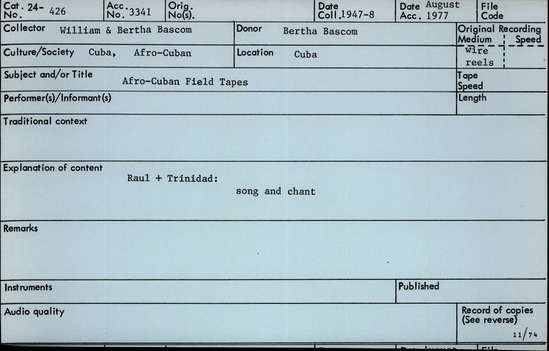 Cat. 24- 426
No.
Acc. 3341
No.
Orig.
No(s).
Date
Coll. 1947-8
Date August
Acc. 1977
File
Code
Collector William & Bertha Bascom
Donor Bertha Bascom
Original Recording
Medium Speed
wire
reels
Culture/Society Cuba, Afro-Cuban
Location Cuba
Subject and/or Title Afro-Cuban Field Tapes
Tape
Speed
Performer(s)/Informant(s)
Length
Traditional context
Explanation of content
Raul + Trinidad:
song and chant
Remarks
Instruments
Published
Audio quality
Record of copies
(See reverse)
11/74